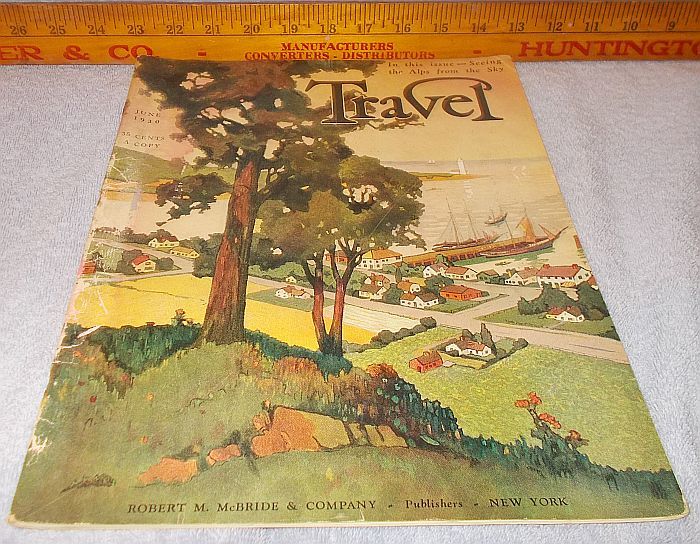 26 25 24 23 22 21 20 19 18 17 16 15 14 13 12 11 10 9
ER & CO. MANUFACTURERS HUNTINGTON
CONVERTERS - DISTRIBUTORS
In this issue — Seeing
the Alps from the Sky
Travel
JUNE
1930
35 CENTS
A COPY
ROBERT M. McBRIDE & COMPANY - Publishers - NEW YORK